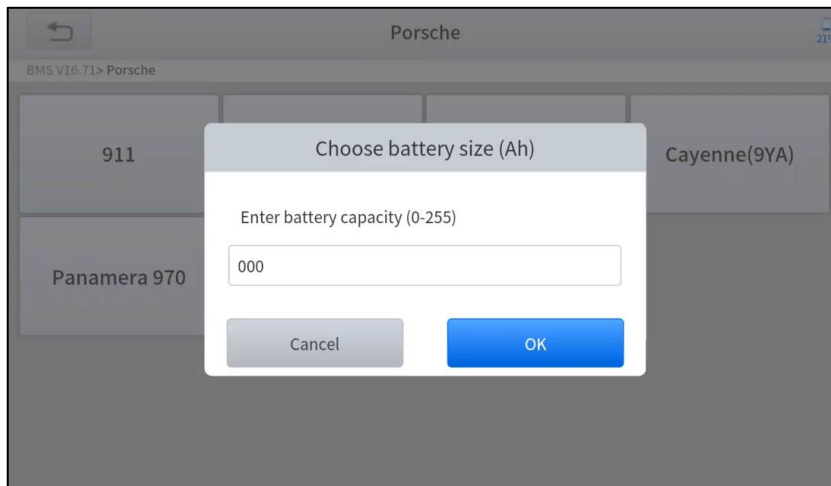 Porsche
21%
BMS V16.71> Porsche
911
Cayenne(9YA)
Panamera 970
Choose battery size (Ah)
Enter battery capacity (0-255)
000
Cancel
OK